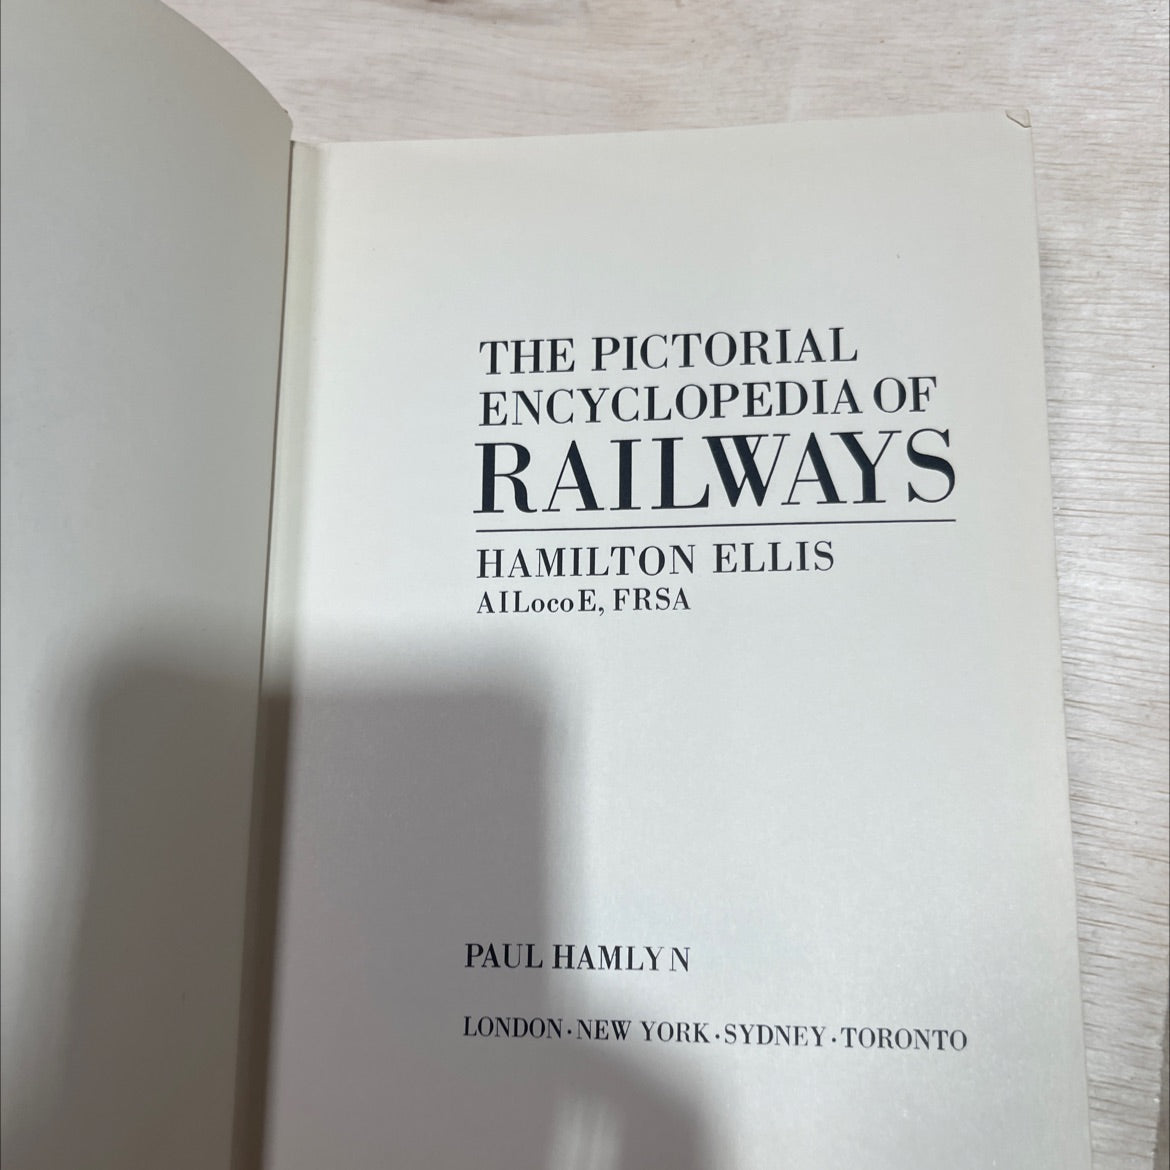 THE PICTORIAL
ENCYCLOPEDIA OF
RAILWAYS
HAMILTON ELLIS
AILocoE, FRSA
PAUL HAMLYN
LONDON · NEW YORK · SYDNEY · TORONTO